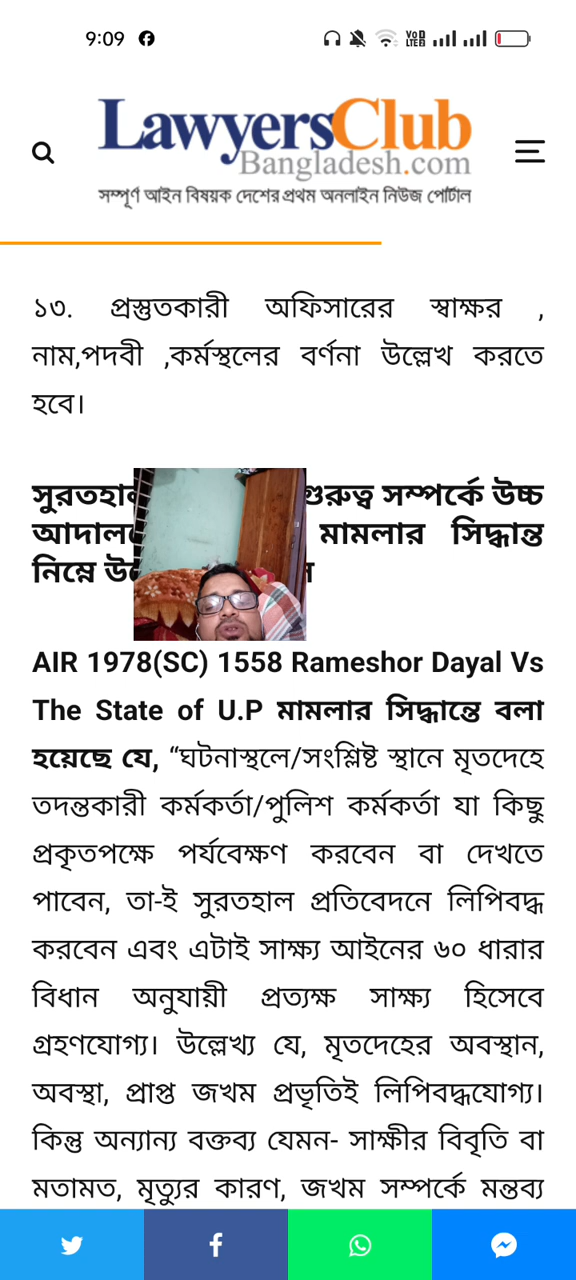 9:09
Vo LTE 2
LawyersClub
Bangladesh.com
সম্পূর্ণ আইন বিষয়ক দেশের প্রথম অনলাইন নিউজ পোর্টাল
১৩. প্রস্তুতকারী অফিসারের স্বাক্ষর ,
নাম,পদবী ,কর্মস্থলের বর্ণনা উল্লেখ করতে
হবে।
গুরুত্ব সম্পর্কে উচ্চ
মামলার সিদ্ধান্ত
নিম্নে
AIR 1978(SC) 1558 Rameshor Dayal Vs
The State of U.P মামলার সিদ্ধান্তে বলা
হয়েছে যে, “ঘটনাস্থলে/সংশ্লিষ্ট স্থানে মৃতদেহে
তদন্তকারী কর্মকর্তা/পুলিশ কর্মকর্তা যা কিছু
প্রকৃতপক্ষে পর্যবেক্ষণ করবেন বা দেখতে
পাবেন, তা-ই সুরতহাল প্রতিবেদনে লিপিবদ্ধ
করবেন এবং এটাই সাক্ষ্য আইনের ৬০ ধারার
বিধান অনুযায়ী প্রত্যক্ষ সাক্ষ্য হিসেবে
গ্রহণযোগ্য। উল্লেখ্য যে, মৃতদেহের অবস্থান,
অবস্থা, প্রাপ্ত জখম প্রভৃতিই লিপিবদ্ধযোগ্য।
কিন্তু অন্যান্য বক্তব্য যেমন- সাক্ষীর বিবৃতি বা
মতামত, মৃত্যুর কারণ, জখম সম্পর্কে মন্তব্য